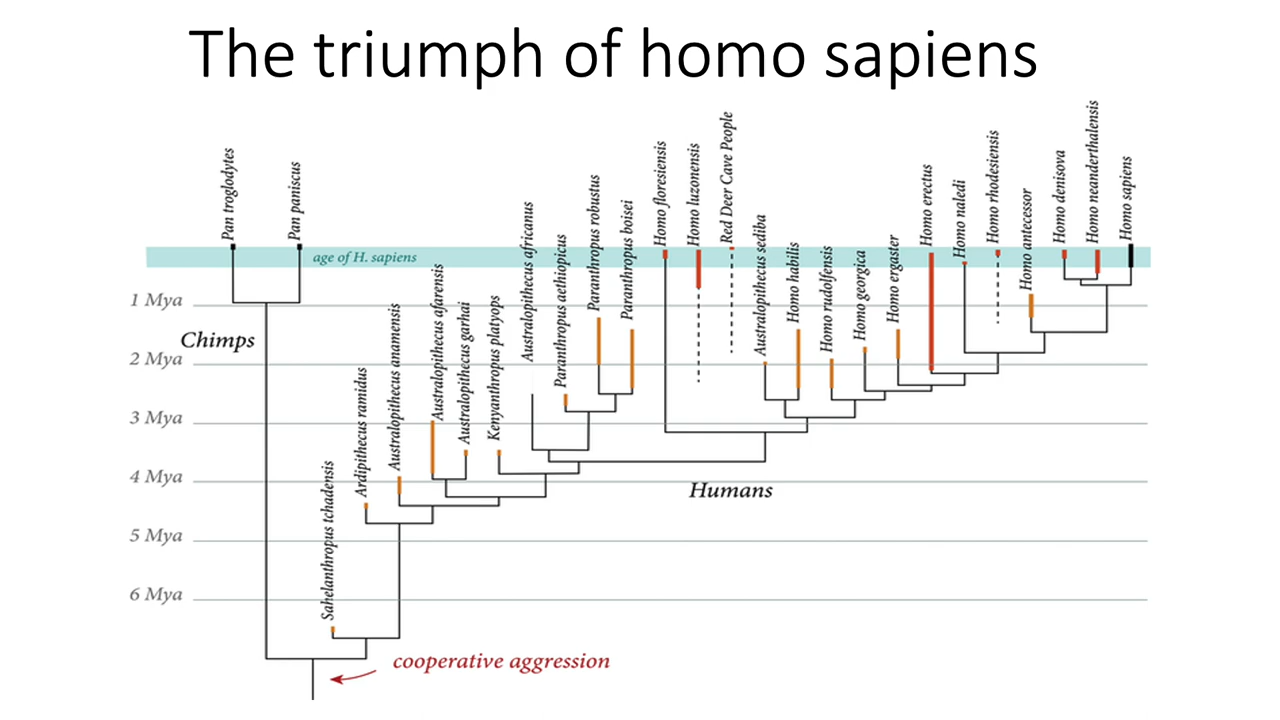 The triumph of homo sapiens
Pan troglodytes
Pan paniscus
age of H. sapiens
Sahelanthropus tchadensis
Ardipithecus ramidus
Australopithecus anamensis
Australopithecus afarensis
Australopithecus garhai
Kenyanthropus platyops
Australopithecus africanus
Paranthropus aethiopicus
Paranthropus robustus
Paranthropus boisei
Homo floresiensis
Homo luzonensis
Red Deer Cave People
Australopithecus sediba
Homo habilis
Homo rudolfensis
Homo georgica
Homo ergaster
Homo erectus
Homo naledi
Homo rhodesiensis
Homo antecessor
Homo denisova
Homo neanderthalensis
Homo sapiens
1 Mya
Chimps
2 Mya
3 Mya
4 Mya
Humans
5 Mya
6 Mya
cooperative aggression